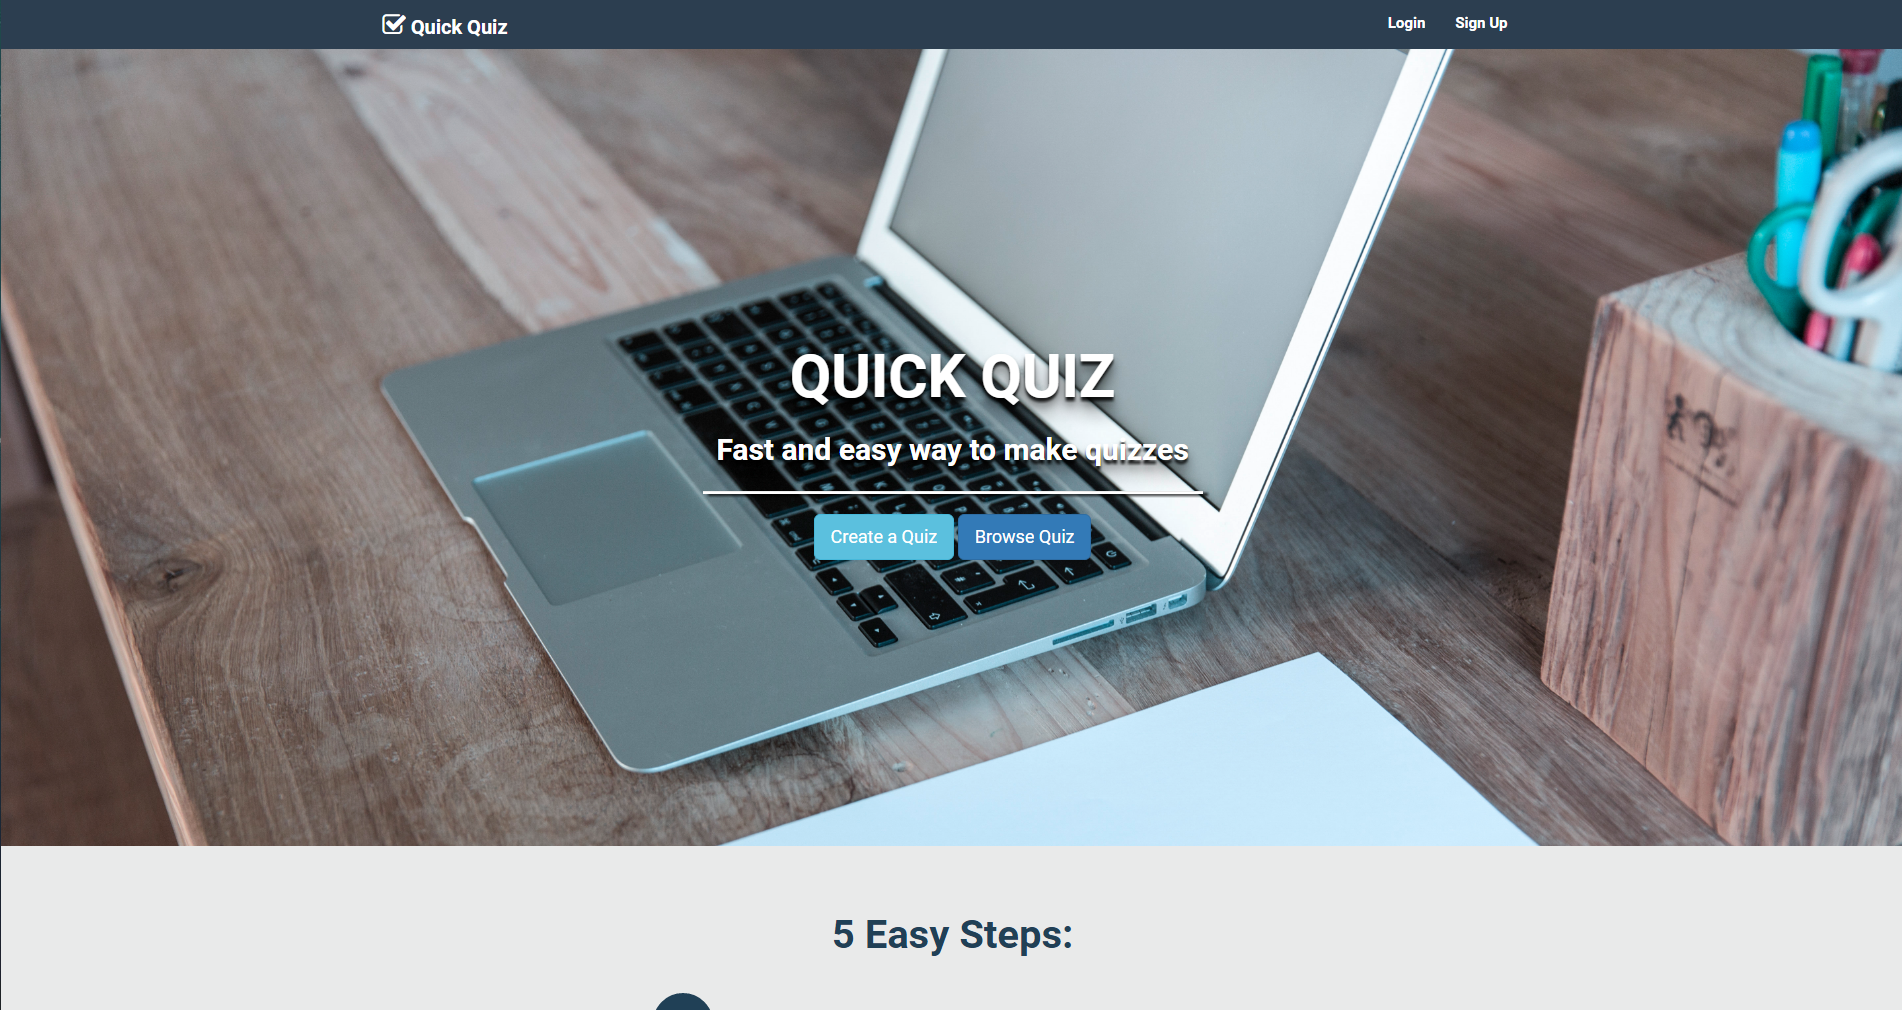 Quick Quiz
Login Sign Up
QUICK QUIZ
Fast and easy way to make quizzes
Create a Quiz Browse Quiz
5 Easy Steps: